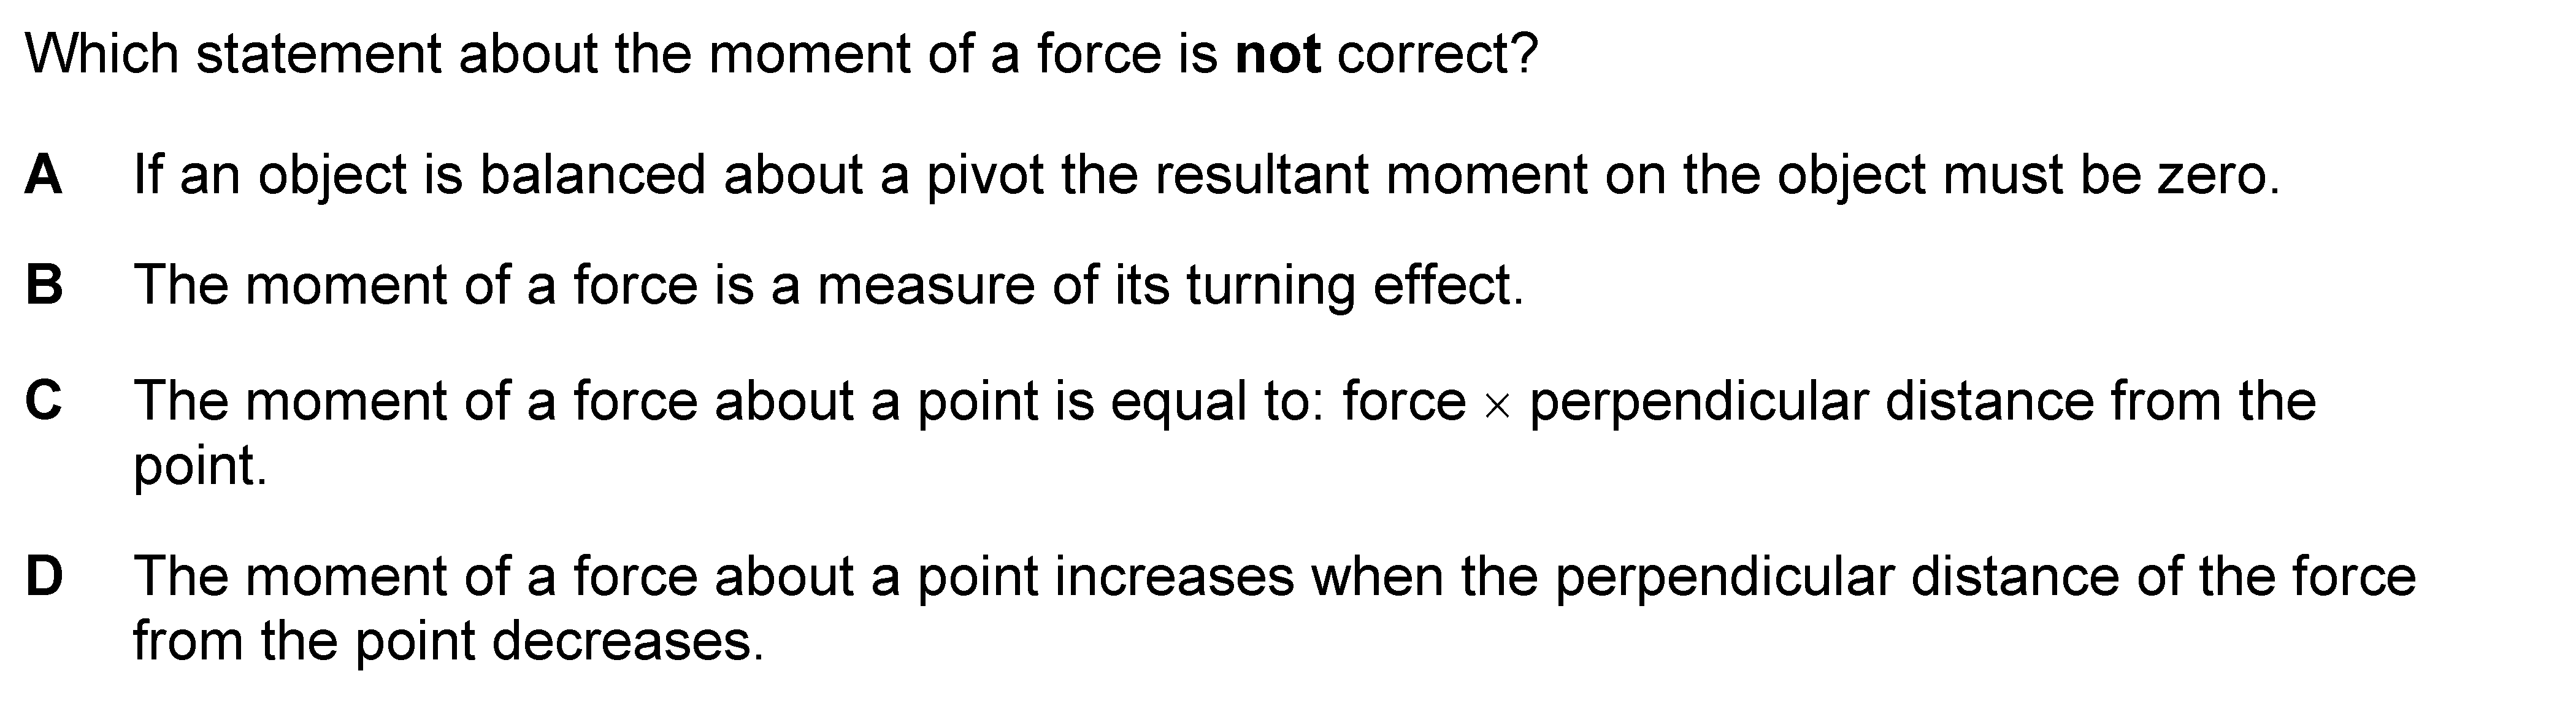 Which statement about the moment of a force is not correct?
A If an object is balanced about a pivot the resultant moment on the object must be zero.
B The moment of a force is a measure of its turning effect.
C The moment of a force about a point is equal to: force × perpendicular distance from the
point.
D The moment of a force about a point increases when the perpendicular distance of the force
from the point decreases.